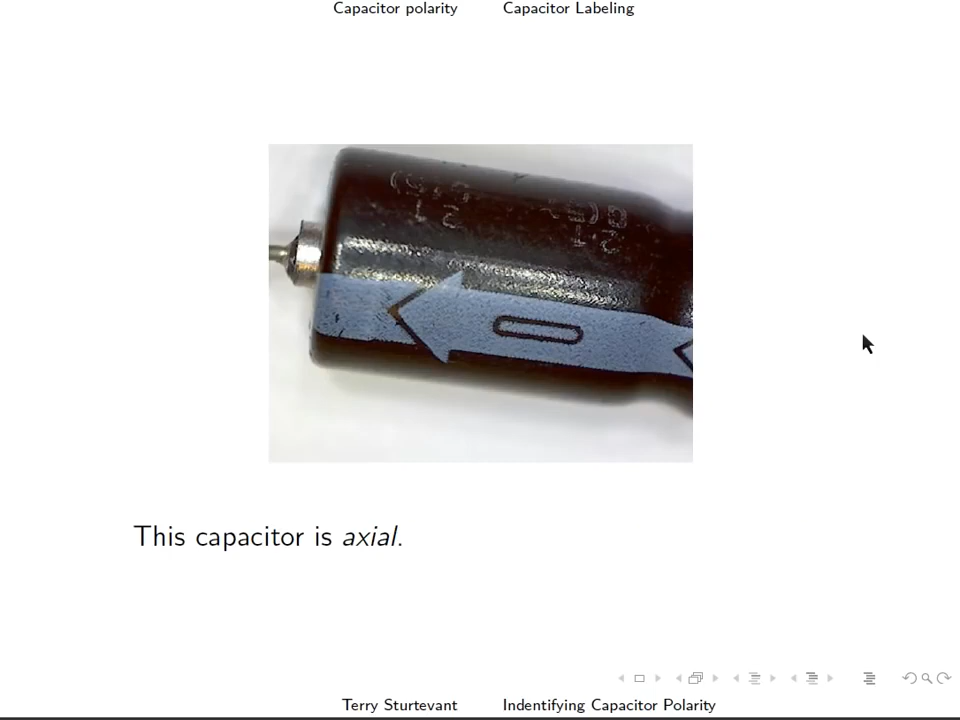 Capacitor polarity Capacitor Labeling
This capacitor is axial.
Terry Sturtevant Indentifying Capacitor Polarity